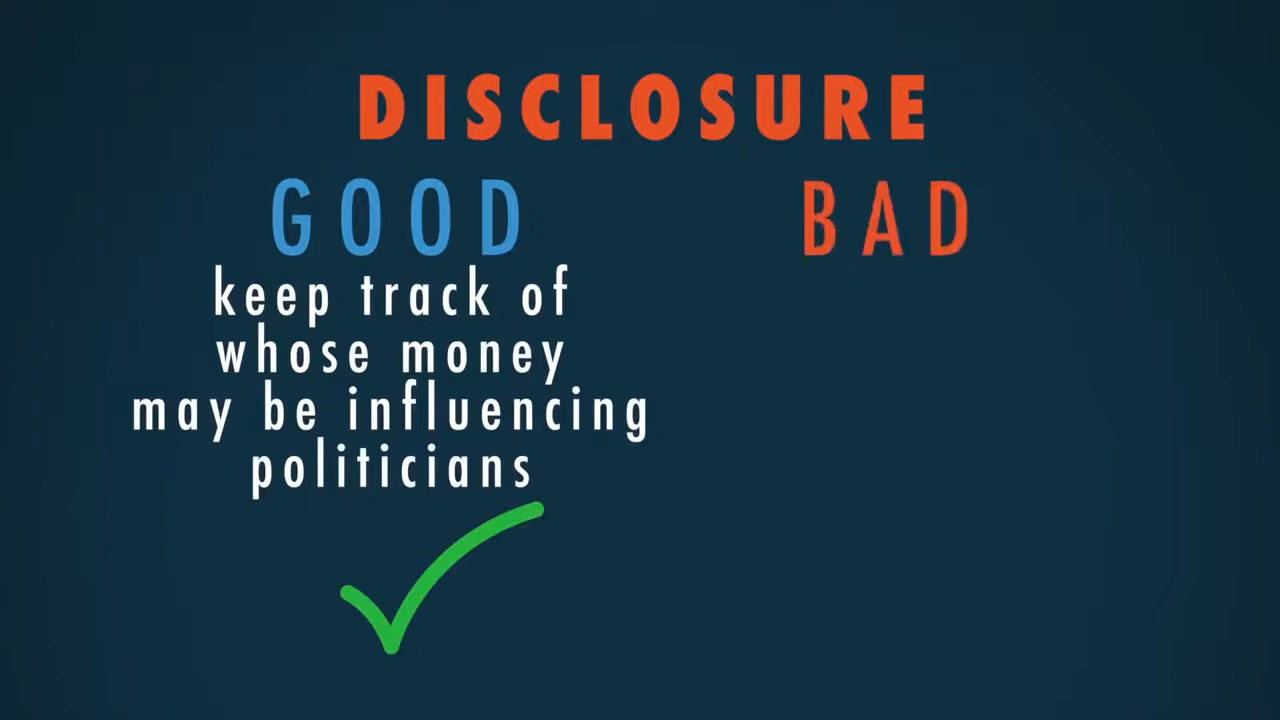 DISCLOSURE
GOOD
keep track of
whose money
may be influencing
politicians
BAD